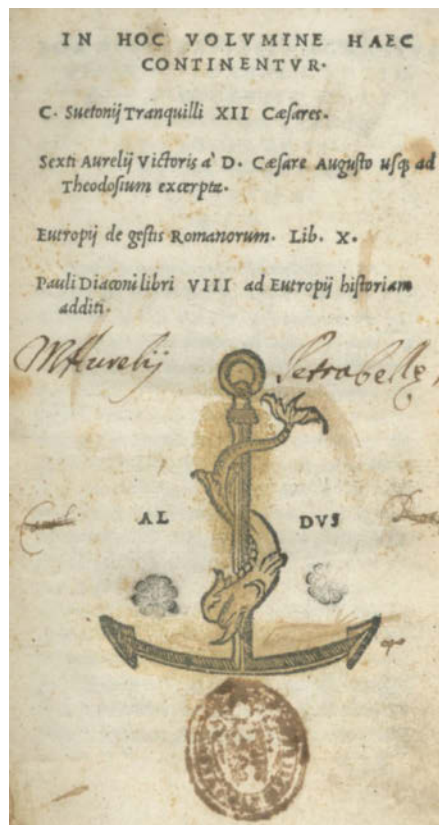 IN HOC VOLVMINE HAEC
CONTINENTVR.
C. Suetonij Tranquilli XII Cæsares.
Sexti Aurelij Victoris a' D. Cæsare Augusto usq; ad
Theodosium excerpta.
Eutropij de gestis Romanorum. Lib. X.
Pauli Diaconi libri VIII ad Eutropij historiam
additi.
M Aurelij Petrabelle
AL DVS